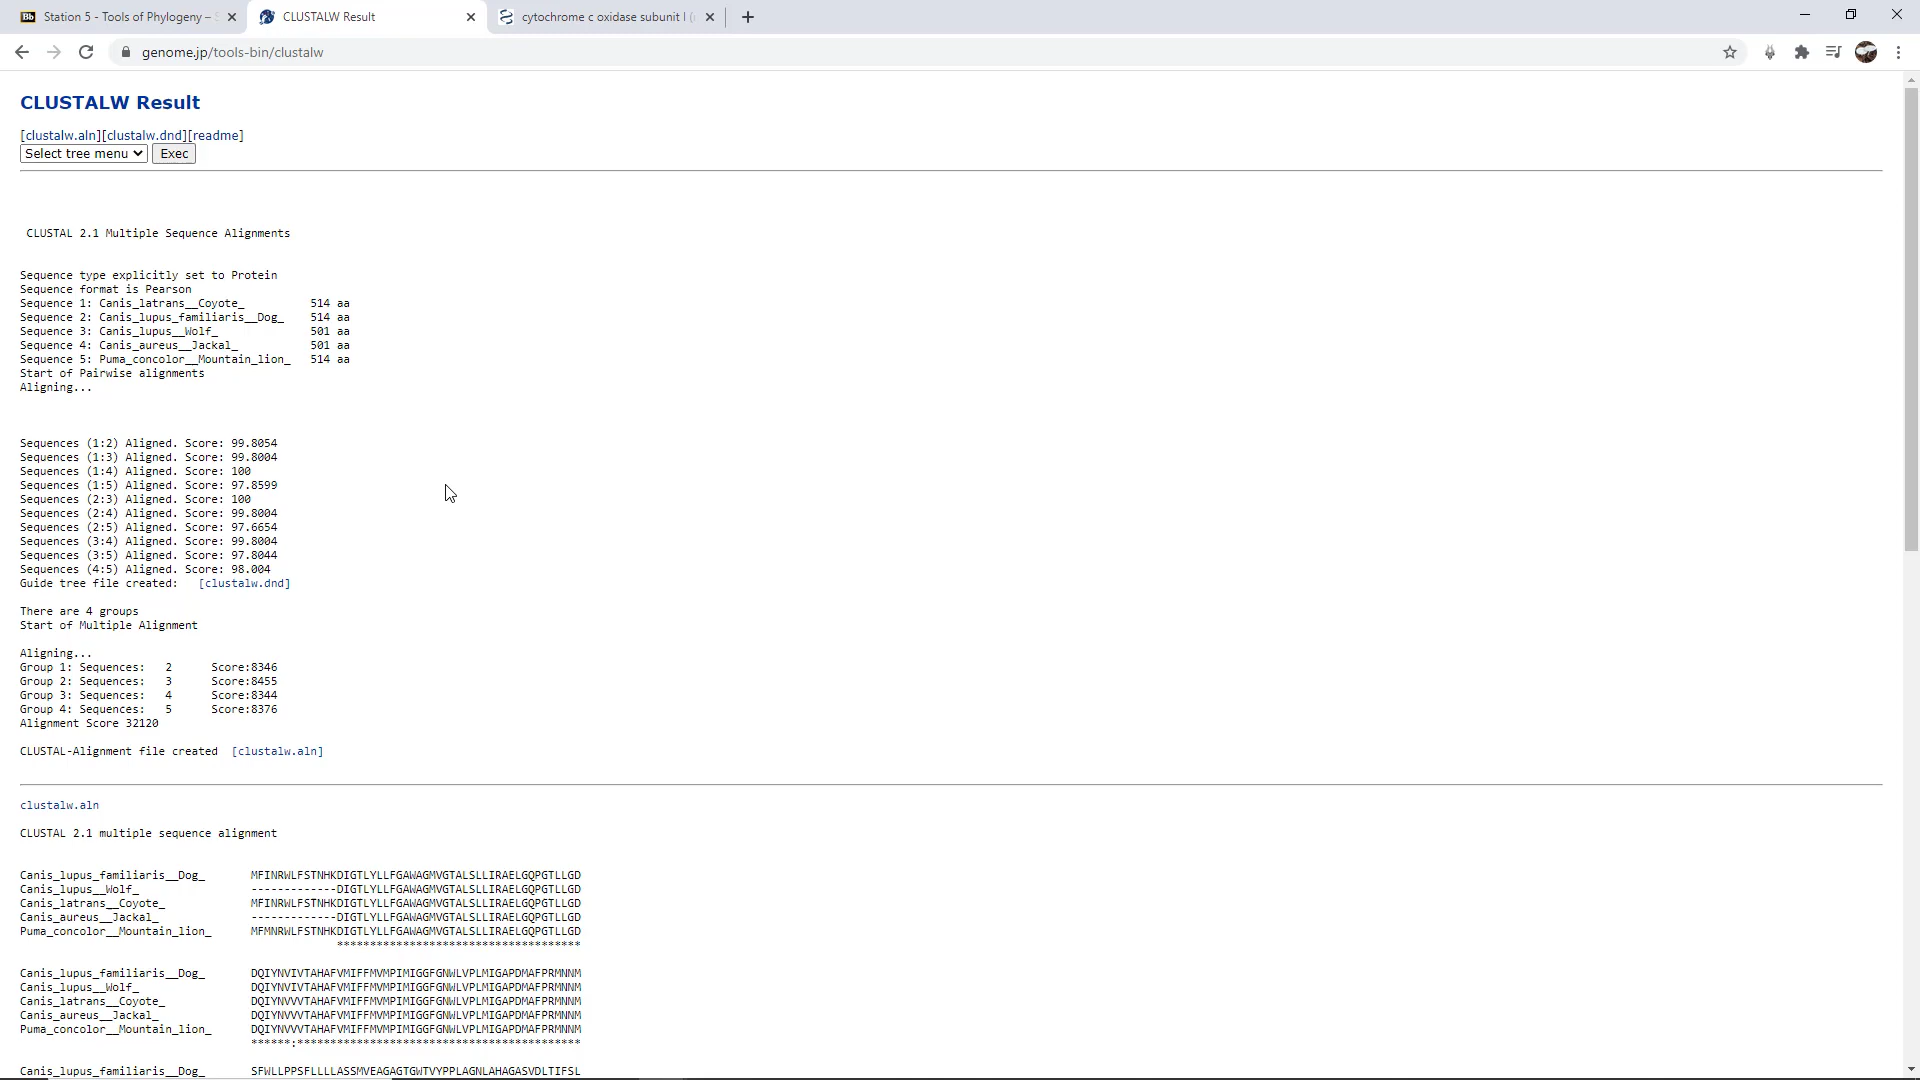 Station 5 - Tools of Phylogeny –
CLUSTALW Result
cytochrome c oxidase subunit I (
genome.jp/tools-bin/clustalw
CLUSTALW Result
[clustalw.aln][clustalw.dnd][readme]
Select tree menu Exec
CLUSTAL 2.1 Multiple Sequence Alignments
Sequence type explicitly set to Protein
Sequence format is Pearson
Sequence 1: Canis_latrans__Coyote_ 514 aa
Sequence 2: Canis_lupus_familiaris__Dog_ 514 aa
Sequence 3: Canis_lupus__Wolf_ 501 aa
Sequence 4: Canis_aureus__Jackal_ 501 aa
Sequence 5: Puma_concolor__Mountain_lion_ 514 aa
Start of Pairwise alignments
Aligning...
Sequences (1:2) Aligned. Score: 99.8054
Sequences (1:3) Aligned. Score: 99.8004
Sequences (1:4) Aligned. Score: 100
Sequences (1:5) Aligned. Score: 97.8599
Sequences (2:3) Aligned. Score: 100
Sequences (2:4) Aligned. Score: 99.8004
Sequences (2:5) Aligned. Score: 97.6654
Sequences (3:4) Aligned. Score: 99.8004
Sequences (3:5) Aligned. Score: 97.8044
Sequences (4:5) Aligned. Score: 98.004
Guide tree file created: [clustalw.dnd]
There are 4 groups
Start of Multiple Alignment
Aligning...
Group 1: Sequences: 2 Score:8346
Group 2: Sequences: 3 Score:8455
Group 3: Sequences: 4 Score:8344
Group 4: Sequences: 5 Score:8376
Alignment Score 32120
CLUSTAL-Alignment file created [clustalw.aln]
clustalw.aln
CLUSTAL 2.1 multiple sequence alignment
Canis_lupus_familiaris__Dog_ MFINRWLFSTNHKDIGTLYLLFGAWAGMVGTALSLLIRAELGQPGTLLGD
Canis_lupus__Wolf_ -------------DIGTLYLLFGAWAGMVGTALSLLIRAELGQPGTLLGD
Canis_latrans__Coyote_ MFINRWLFSTNHKDIGTLYLLFGAWAGMVGTALSLLIRAELGQPGTLLGD
Canis_aureus__Jackal_ -------------DIGTLYLLFGAWAGMVGTALSLLIRAELGQPGTLLGD
Puma_concolor__Mountain_lion_ MFMNRWLFSTNHKDIGTLYLLFGAWAGMVGTALSLLIRAELGQPGTLLGD
*************************************
Canis_lupus_familiaris__Dog_ DQIYNVIVTAHAFVMIFFMVMPIMIGGFGNWLVPLMIGAPDMAFPRMNNM
Canis_lupus__Wolf_ DQIYNVIVTAHAFVMIFFMVMPIMIGGFGNWLVPLMIGAPDMAFPRMNNM
Canis_latrans__Coyote_ DQIYNVVVTAHAFVMIFFMVMPIMIGGFGNWLVPLMIGAPDMAFPRMNNM
Canis_aureus__Jackal_ DQIYNVVVTAHAFVMIFFMVMPIMIGGFGNWLVPLMIGAPDMAFPRMNNM
Puma_concolor__Mountain_lion_ DQIYNVVVTAHAFVMIFFMVMPIMIGGFGNWLVPLMIGAPDMAFPRMNNM
******:*******************************************
Canis_lupus_familiaris__Dog_ SFWLLPPSFLLLLASSMVEAGAGTGWTVYPPLAGNLAHAGASVDLTIFSL